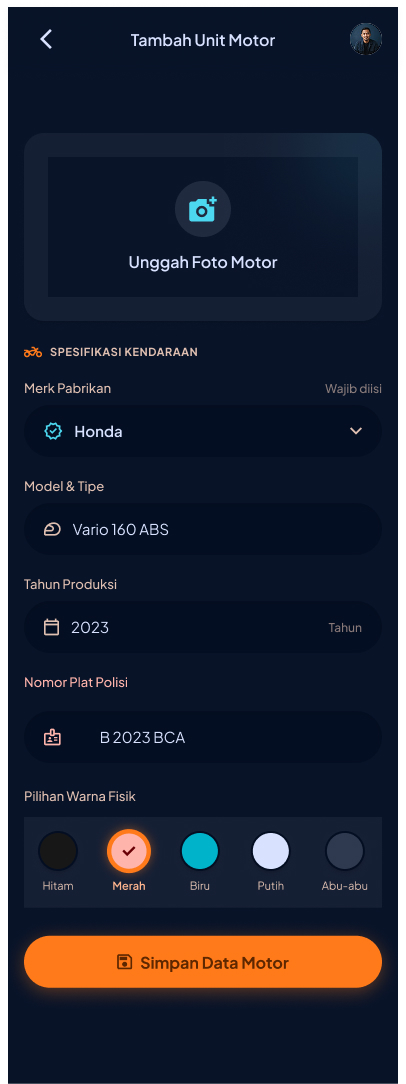 Tambah Unit Motor
Unggah Foto Motor
SPESIFIKASI KENDARAAN
Merk Pabrikan
Wajib diisi
Honda
Model & Tipe
Vario 160 ABS
Tahun Produksi
2023
Tahun
Nomor Plat Polisi
B 2023 BCA
Pilihan Warna Fisik
Hitam
Merah
Biru
Putih
Abu-abu
Simpan Data Motor